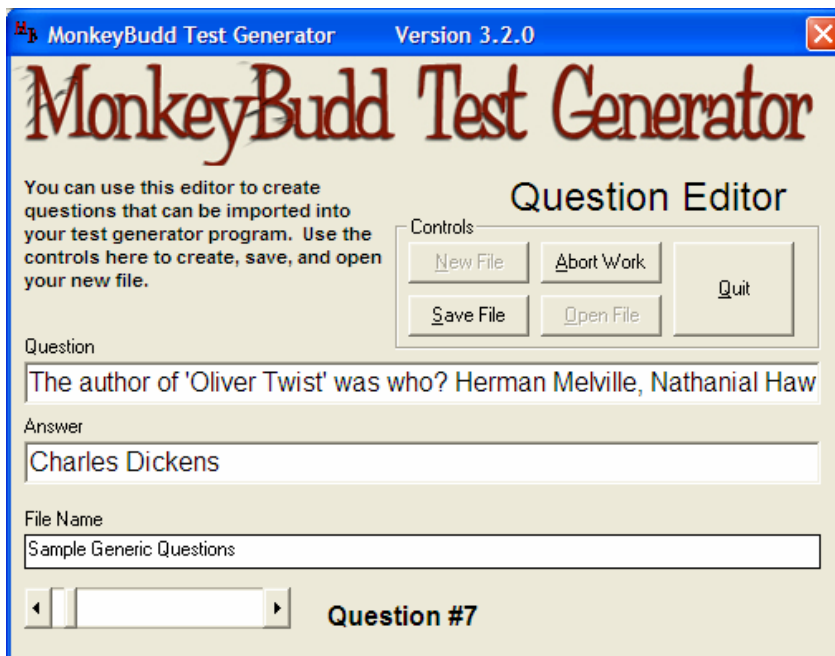 MonkeyBudd Test Generator Version 3.2.0
MonkeyBudd Test Generator
You can use this editor to create
questions that can be imported into
your test generator program. Use the
controls here to create, save, and open
your new file.
Question Editor
Controls
New File
Abort Work
Quit
Save File
Open File
Question
The author of 'Oliver Twist' was who? Herman Melville, Nathanial Haw
Answer
Charles Dickens
File Name
Sample Generic Questions
Question #7